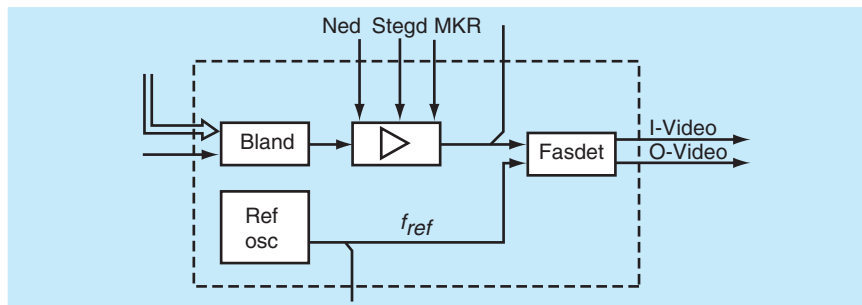 Ned Stegd MKR
Bland
Fasdet
I-Video
O-Video
Ref
osc
fref